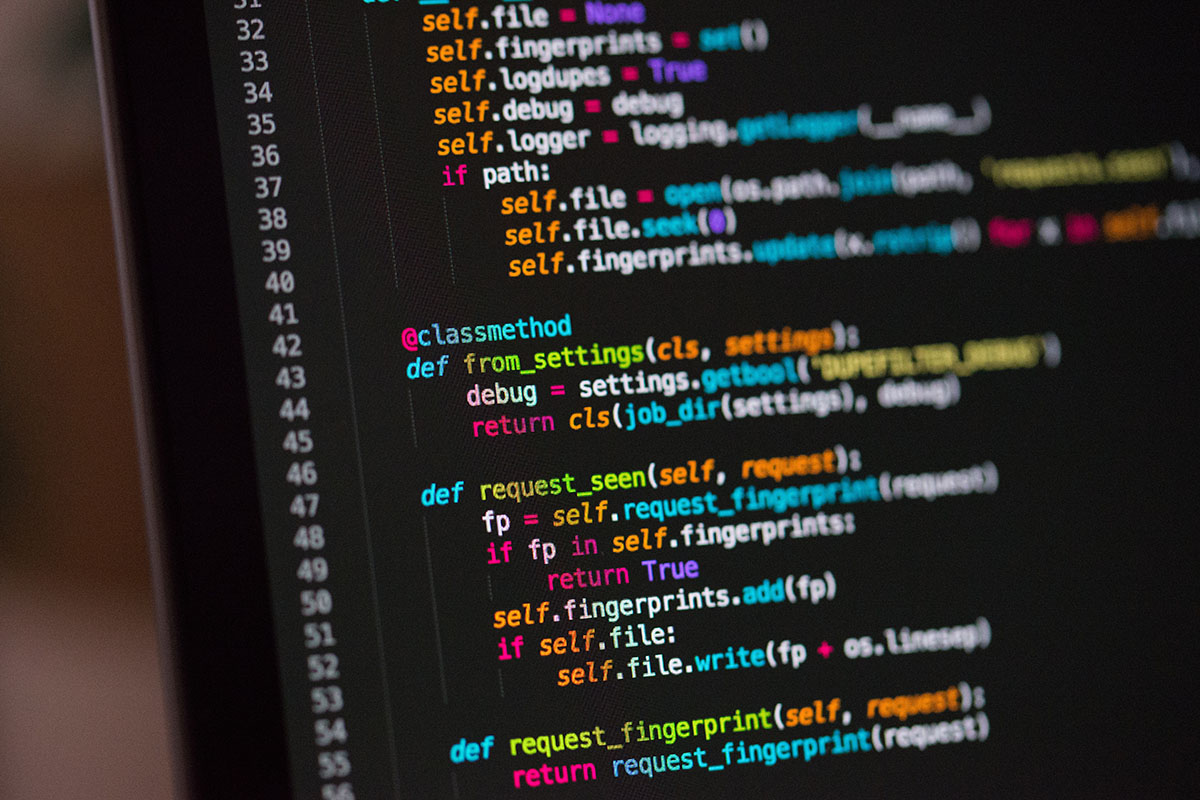 31 def
32 self.file = None
33 self.fingerprints = set()
34 self.logdupes = True
35 self.debug = debug
36 self.logger = logging.getLogger(__name__)
37 if path:
38 self.file = open(os.path.join(path, 'requests.seen'),
39 self.file.seek(0)
40 self.fingerprints.update(x.rstrip() for x in self.fi
41
42 @classmethod
43 def from_settings(cls, settings):
44 debug = settings.getbool('DUPEFILTER_DEBUG')
45 return cls(job_dir(settings), debug)
46
47 def request_seen(self, request):
48 fp = self.request_fingerprint(request)
49 if fp in self.fingerprints:
50 return True
51 self.fingerprints.add(fp)
52 if self.file:
53 self.file.write(fp + os.linesep)
54
55 def request_fingerprint(self, request):
56 return request_fingerprint(request)